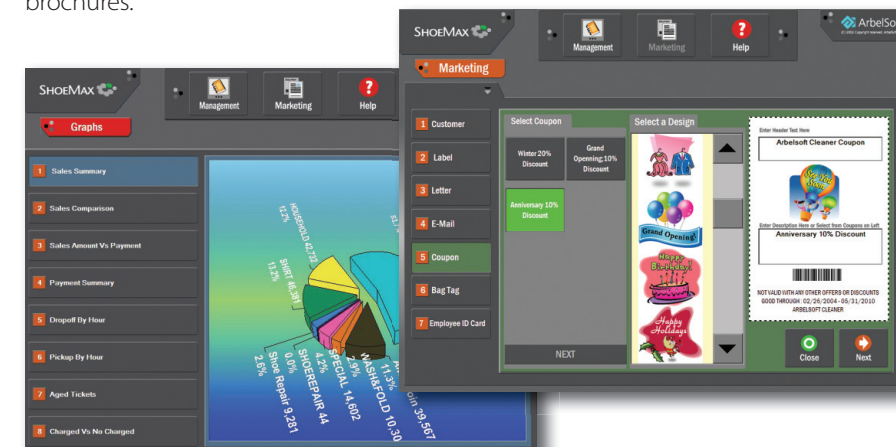 brochures.
SHOEMAX
Management
Marketing
Help
Graphs
1 Sales Summary
2 Sales Comparison
3 Sales Amount Vs Payment
4 Payment Summary
5 Dropoff By Hour
6 Pickup By Hour
7 Aged Tickets
8 Charged Vs No Charged
HOUSEHOLD 42,732
12.2%
SHIRT 46,381
13.2%
Shoe Repair 9,281
2.6%
SHOEREPAIR 44
0.0%
SPECIAL 14,602
4.2%
WASH&FOLD 10,30
2.9%
11.3%
39,567
SHOEMAX
Management
Marketing
Help
ArbelSo
Marketing
1 Customer
2 Label
3 Letter
4 E-Mail
5 Coupon
6 Bag Tag
7 Employee ID Card
Select Coupon
Winter 20%
Discount
Grand
Openning;10%
Discount
Anniversary 10%
Discount
NEXT
Select a Design
Grand Opening!
Happy
Birthday!
Happy
Holidays
Enter Header Text Here
Arbelsoft Cleaner Coupon
Enter Description Here or Select from Coupons on Left
Anniversary 10% Discount
NOT VALID WITH ANY OTHER OFFERS OR DISCOUNTS
GOOD THROUGH : 02/26/2004 - 05/31/2010
ARBELSOFT CLEANER
Close
Next